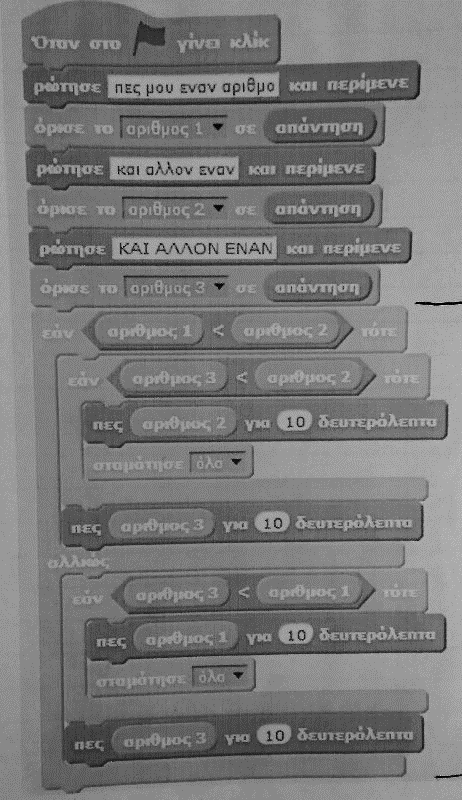 Όταν στο γίνει κλίκ
ρώτησε πες μου εναν αριθμο και περίμενε
όρισε το αριθμος 1 σε απάντηση
ρώτησε και αλλον εναν και περίμενε
όρισε το αριθμος 2 σε απάντηση
ρώτησε ΚΑΙ ΑΛΛΟΝ ΕΝΑΝ και περίμενε
όρισε το αριθμος 3 σε απάντηση
εάν αριθμος 1 < αριθμος 2 τότε
εάν αριθμος 3 < αριθμος 2 τότε
πες αριθμος 2 για 10 δευτερόλεπτα
σταμάτησε όλα
πες αριθμος 3 για 10 δευτερόλεπτα
αλλιώς
εάν αριθμος 3 < αριθμος 1 τότε
πες αριθμος 1 για 10 δευτερόλεπτα
σταμάτησε όλα
πες αριθμος 3 για 10 δευτερόλεπτα